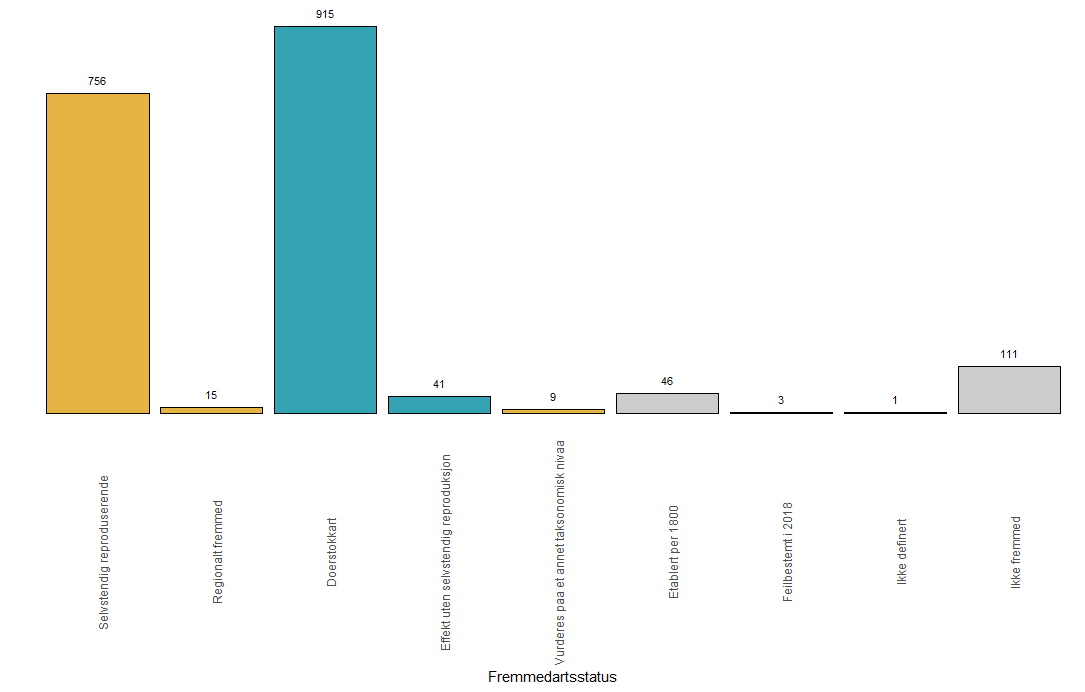 915
756
111
15
41
9
46
3
1
Selvstendig reproduserende
Regionalt fremmed
Doerstokkart
Effekt uten selvstendig reproduksjon
Vurderes paa et annet taksonomisk nivaa
Etablert per 1800
Feilbestemt i 2018
Ikke definert
Ikke fremmed
Fremmedartsstatus